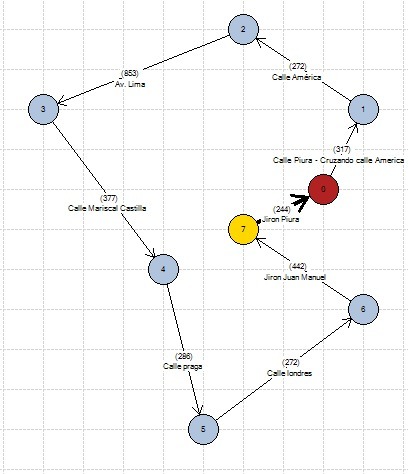 2
(272)
Calle América
(853)
Av. Lima
3
1
(317)
Calle Piura - Cruzando calle America
0
(377)
Calle Mariscal Castilla
(244)
Jiron Piura
7
4
(442)
Jiron Juan Manuel
6
(286)
Calle praga
(272)
Calle londres
5